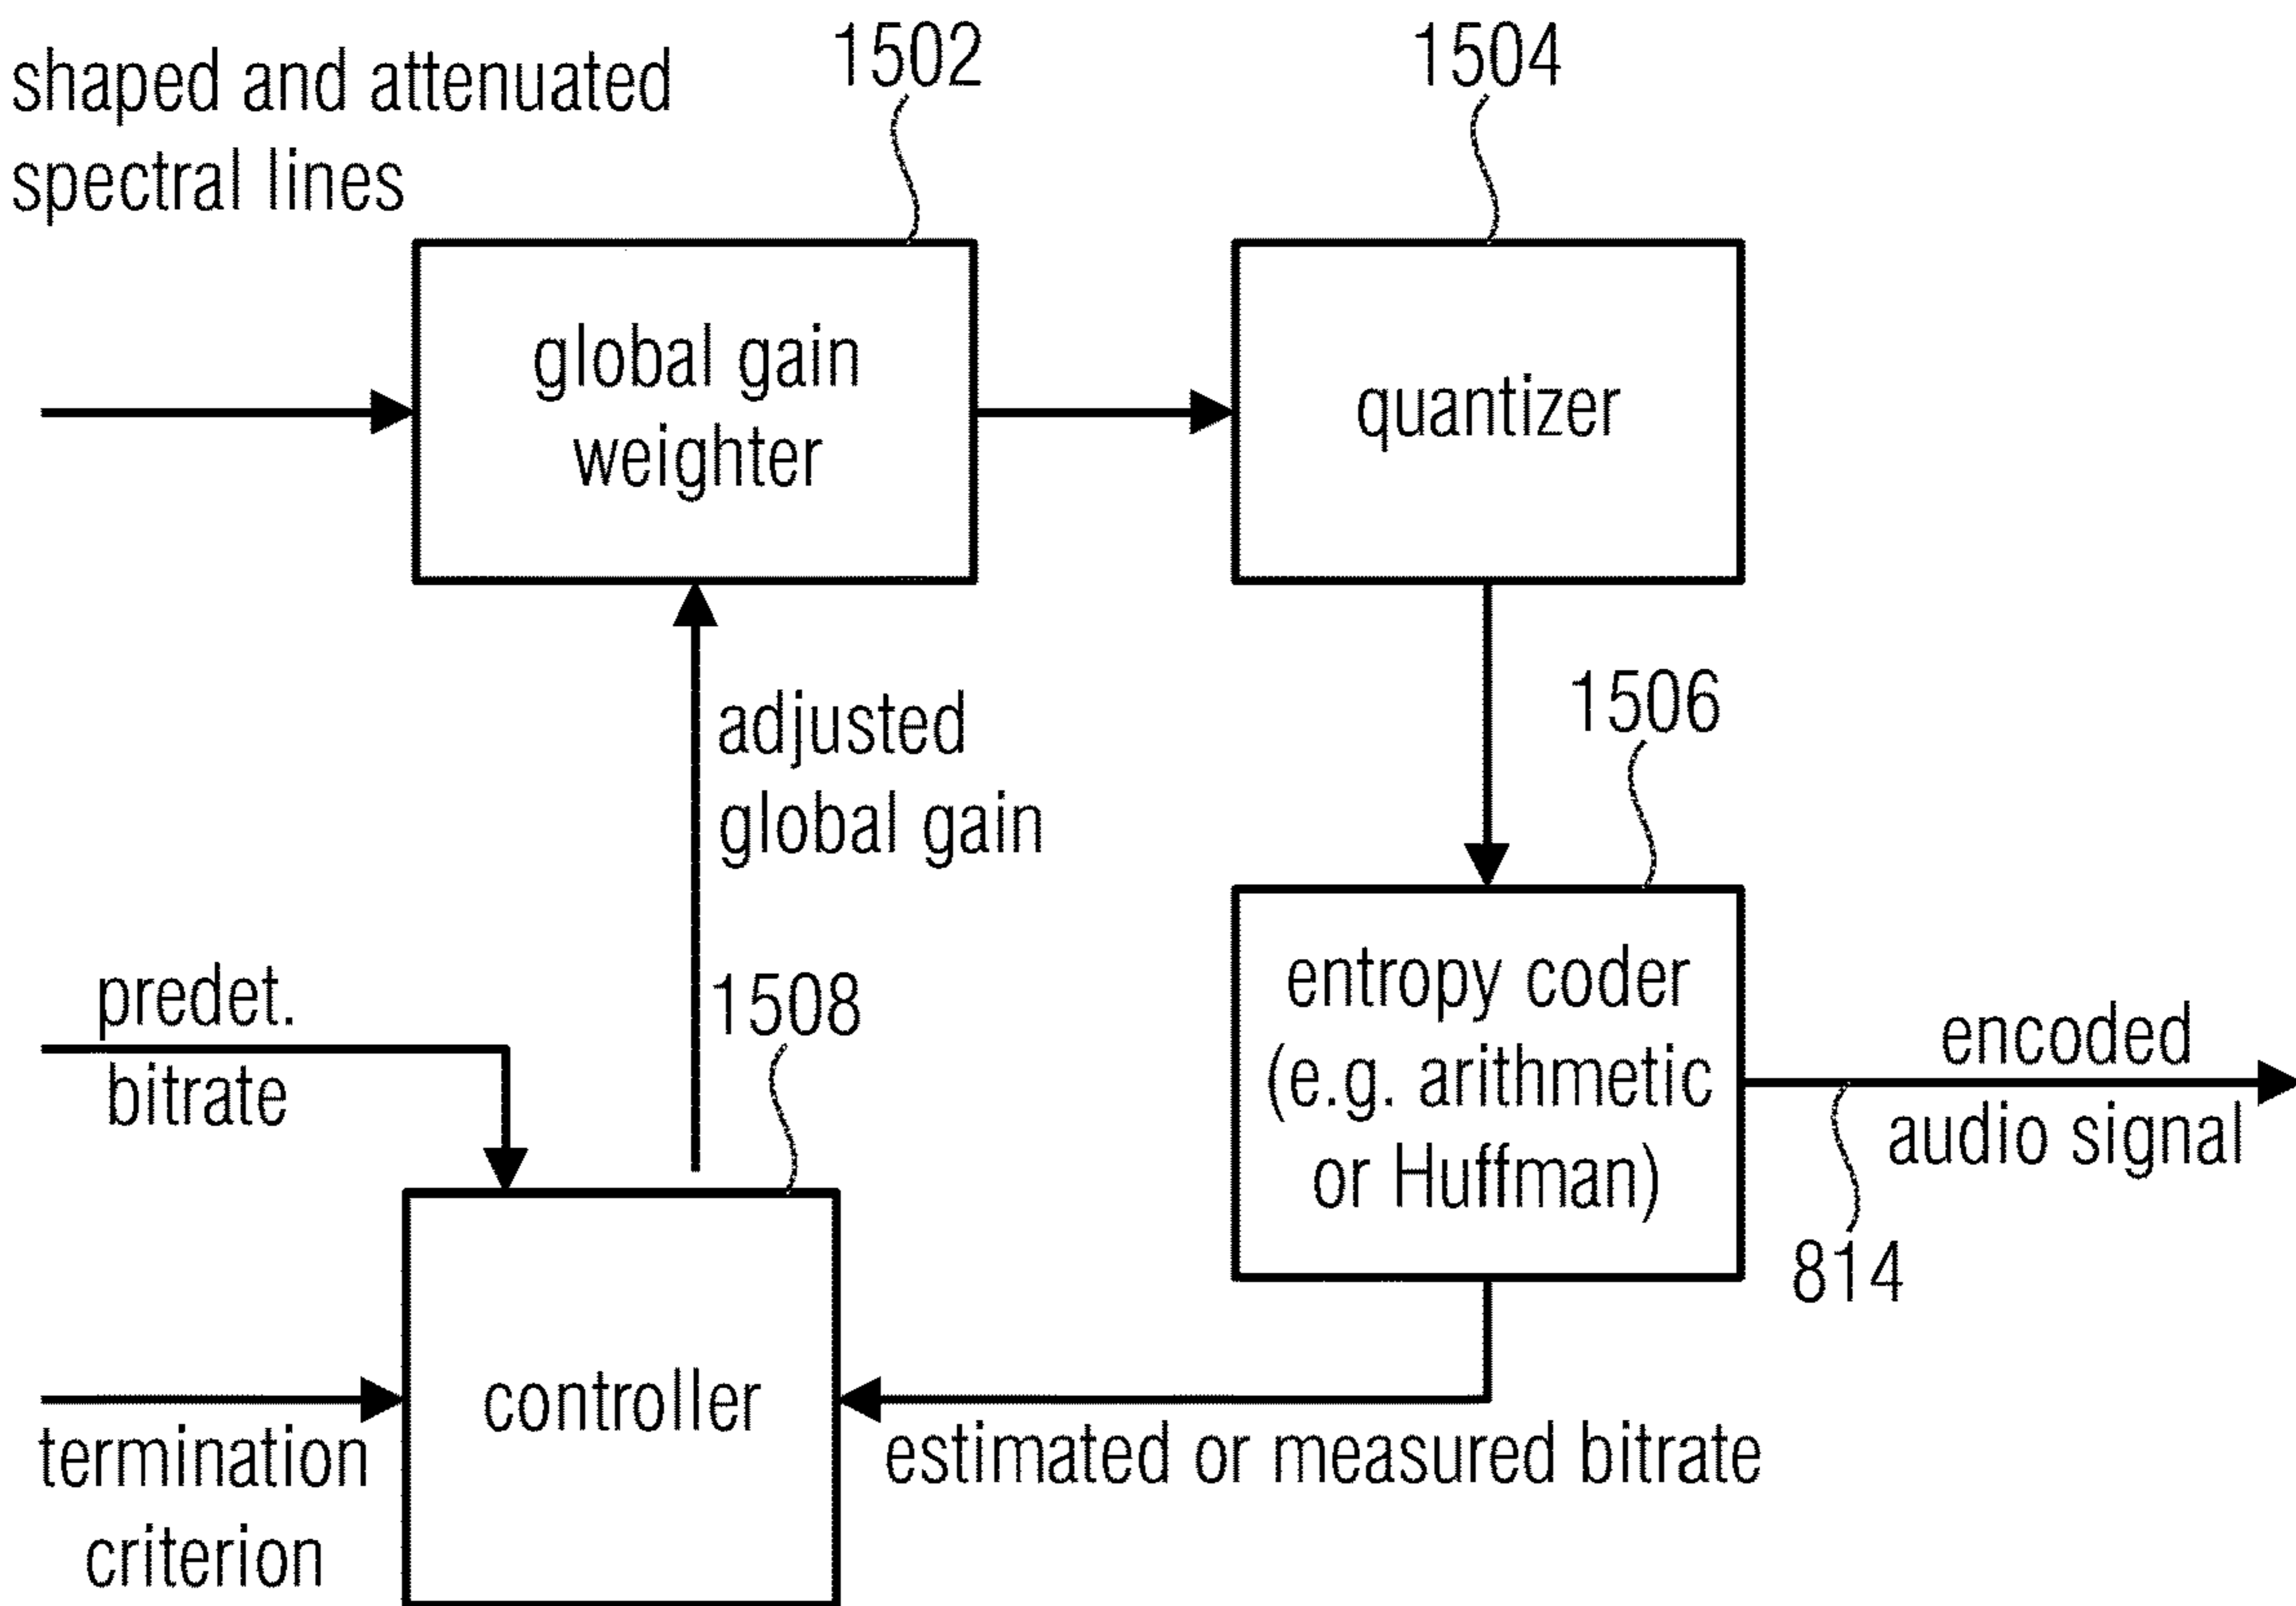 shaped and attenuated
spectral lines
1502
1504
global gain
weighter
quantizer
adjusted
global gain
1506
predet.
bitrate
1508
entropy coder
(e.g. arithmetic
or Huffman)
encoded
audio signal
814
controller
termination
criterion
estimated or measured bitrate